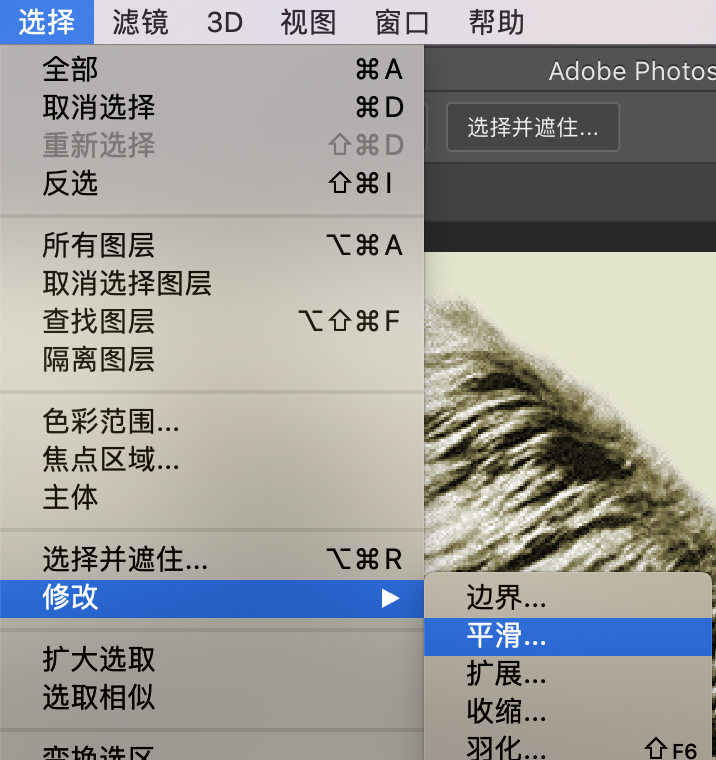 选择 滤镜 3D 视图 窗口 帮助
Adobe Photos
选择并遮住...
全部 ⌘A
取消选择 ⌘D
重新选择 ⇧⌘D
反选 ⇧⌘I
所有图层 ⌥⌘A
取消选择图层
查找图层 ⌥⇧⌘F
隔离图层
色彩范围...
焦点区域...
主体
选择并遮住... ⌥⌘R
修改 ▶
边界...
平滑...
扩展...
收缩...
羽化... ⇧F6
扩大选取
选取相似
变换选区